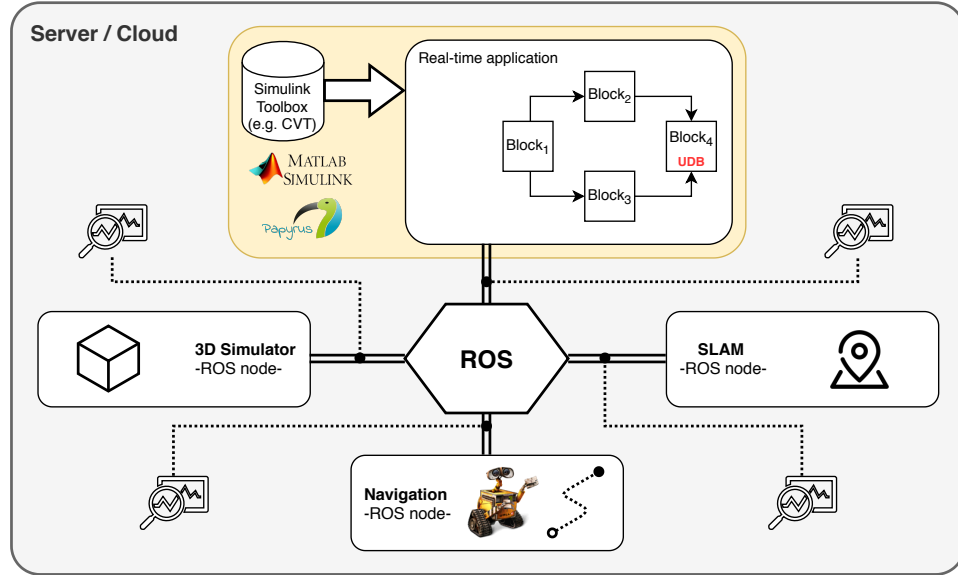 Server / Cloud
Simulink
Toolbox
(e.g. CVT)
MATLAB
SIMULINK
Papyrus
Real-time application
Block1
Block2
Block3
Block4
UDB
3D Simulator
-ROS node-
ROS
SLAM
-ROS node-
Navigation
-ROS node-